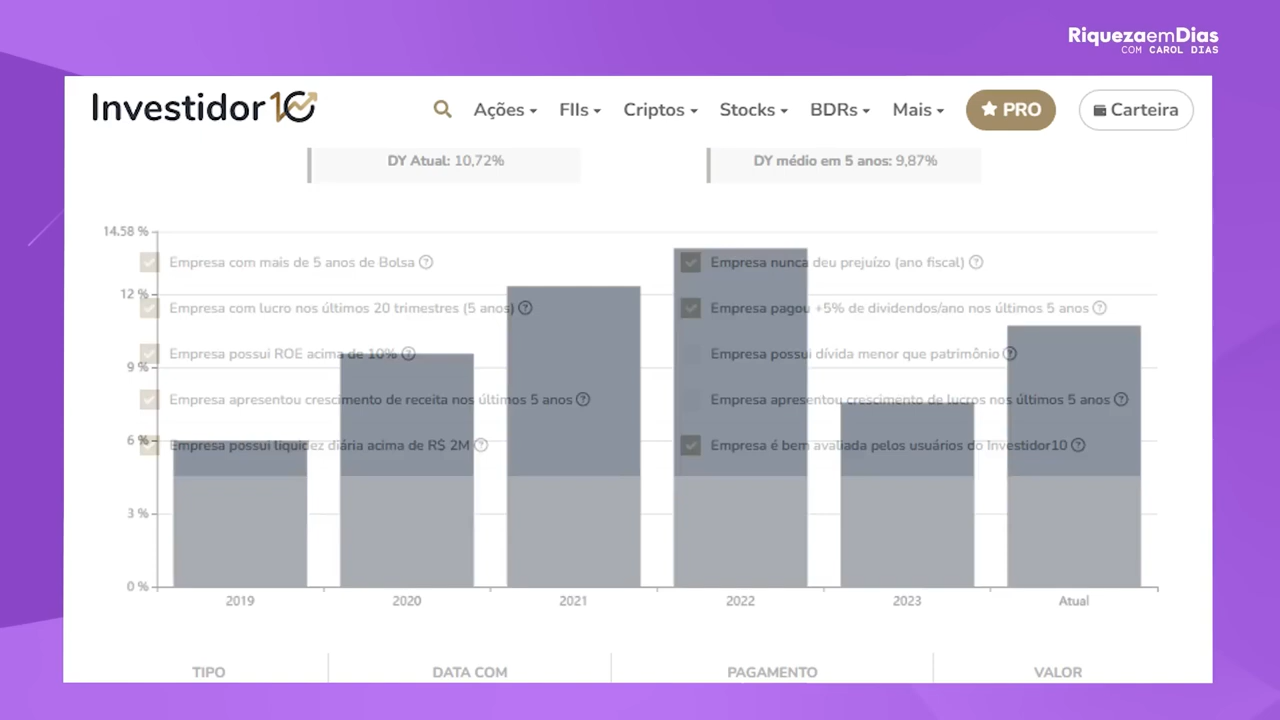 RiquezaemDias
COM CAROL DIAS
Investidor10
Ações
FIIs
Criptos
Stocks
BDRs
Mais
PRO
Carteira
DY Atual: 10,72%
DY médio em 5 anos: 9,87%
14.58 %
Empresa com mais de 5 anos de Bolsa
Empresa nunca deu prejuízo (ano fiscal)
12 %
Empresa com lucro nos últimos 20 trimestres (5 anos)
Empresa pagou +5% de dividendos/ano nos últimos 5 anos
Empresa possui ROE acima de 10%
Empresa possui dívida menor que patrimônio
9 %
Empresa apresentou crescimento de receita nos últimos 5 anos
Empresa apresentou crescimento de lucros nos últimos 5 anos
6 %
Empresa possui liquidez diária acima de R$ 2M
Empresa é bem avaliada pelos usuários do Investidor10
3 %
0 %
2019
2020
2021
2022
2023
Atual
TIPO
DATA COM
PAGAMENTO
VALOR